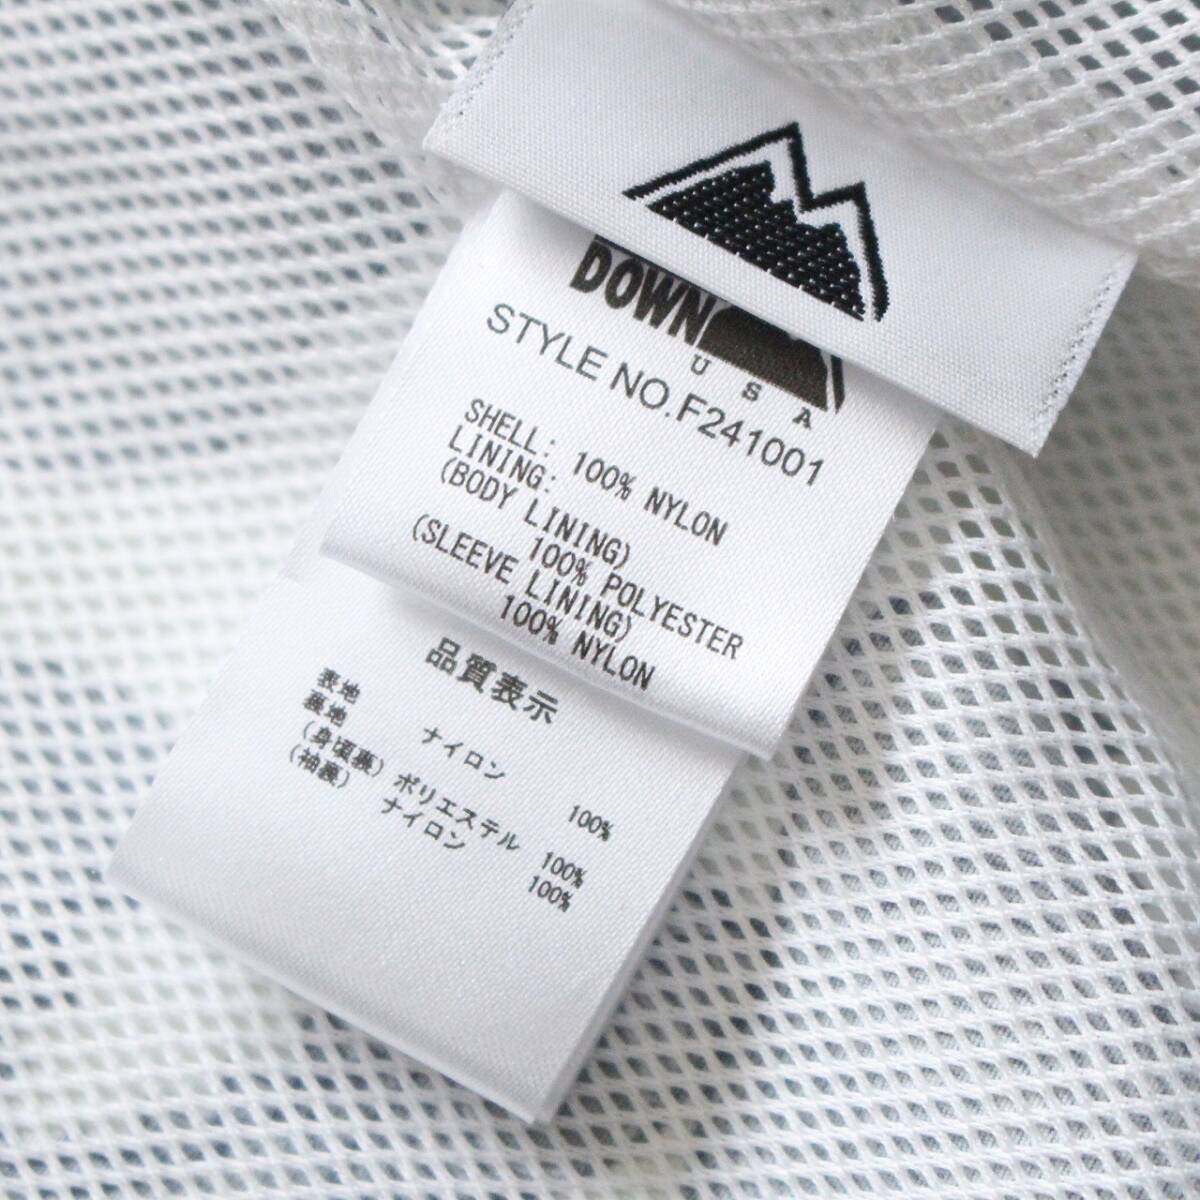 DOWN
USA
STYLE NO.F241001
SHELL: 100% NYLON
LINING:
(BODY LINING)
100% POLYESTER
(SLEEVE LINING)
100% NYLON
品質表示
表地 ナイロン 100%
裏地
(身頃裏) ポリエステル 100%
(袖裏) ナイロン 100%